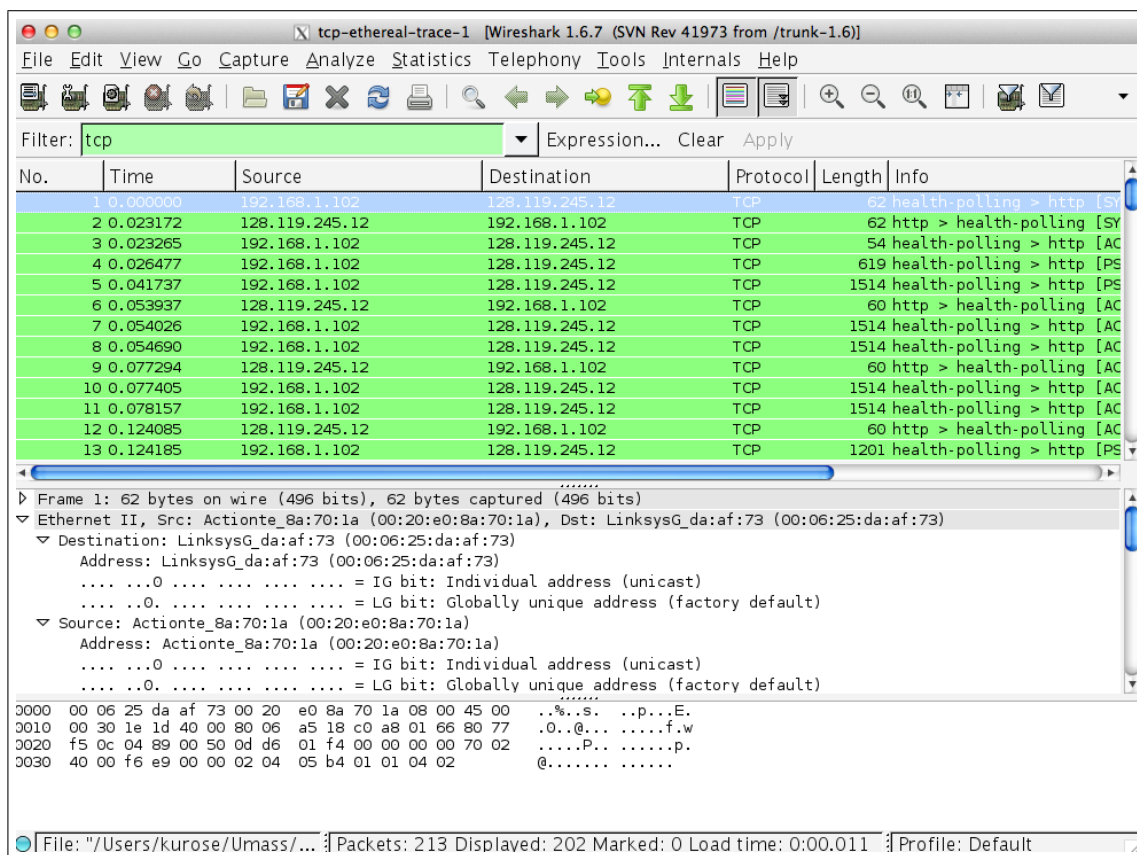 tcp-ethereal-trace-1 [Wireshark 1.6.7 (SVN Rev 41973 from /trunk-1.6)]
File Edit View Go Capture Analyze Statistics Telephony Tools Internals Help
Filter: tcp Expression... Clear Apply
No. Time Source Destination Protocol Length Info
1 0.000000 192.168.1.102 128.119.245.12 TCP 62 health-polling > http [SY
2 0.023172 128.119.245.12 192.168.1.102 TCP 62 http > health-polling [SY
3 0.023265 192.168.1.102 128.119.245.12 TCP 54 health-polling > http [AC
4 0.026477 192.168.1.102 128.119.245.12 TCP 619 health-polling > http [PS
5 0.041737 192.168.1.102 128.119.245.12 TCP 1514 health-polling > http [PS
6 0.053937 128.119.245.12 192.168.1.102 TCP 60 http > health-polling [AC
7 0.054026 192.168.1.102 128.119.245.12 TCP 1514 health-polling > http [AC
8 0.054690 192.168.1.102 128.119.245.12 TCP 1514 health-polling > http [AC
9 0.077294 128.119.245.12 192.168.1.102 TCP 60 http > health-polling [AC
10 0.077405 192.168.1.102 128.119.245.12 TCP 1514 health-polling > http [AC
11 0.078157 192.168.1.102 128.119.245.12 TCP 1514 health-polling > http [AC
12 0.124085 128.119.245.12 192.168.1.102 TCP 60 http > health-polling [AC
13 0.124185 192.168.1.102 128.119.245.12 TCP 1201 health-polling > http [PS
Frame 1: 62 bytes on wire (496 bits), 62 bytes captured (496 bits)
Ethernet II, Src: Actionte_8a:70:1a (00:20:e0:8a:70:1a), Dst: LinksysG_da:af:73 (00:06:25:da:af:73)
Destination: LinksysG_da:af:73 (00:06:25:da:af:73)
Address: LinksysG_da:af:73 (00:06:25:da:af:73)
.... ...0 .... .... .... .... = IG bit: Individual address (unicast)
.... ..0. .... .... .... .... = LG bit: Globally unique address (factory default)
Source: Actionte_8a:70:1a (00:20:e0:8a:70:1a)
Address: Actionte_8a:70:1a (00:20:e0:8a:70:1a)
.... ...0 .... .... .... .... = IG bit: Individual address (unicast)
.... ..0. .... .... .... .... = LG bit: Globally unique address (factory default)
0000 00 06 25 da af 73 00 20 e0 8a 70 1a 08 00 45 00 ..%..s. ..p...E.
0010 00 30 1e 1d 40 00 80 06 a5 18 c0 a8 01 66 80 77 .0..@... .....f.w
0020 f5 0c 04 89 00 50 0d d6 01 f4 00 00 00 00 70 02 .....P.. ......p.
0030 40 00 f6 e9 00 00 02 04 05 b4 01 01 04 02 @....... ......
File: "/Users/kurose/Umass/... Packets: 213 Displayed: 202 Marked: 0 Load time: 0:00.011 Profile: Default